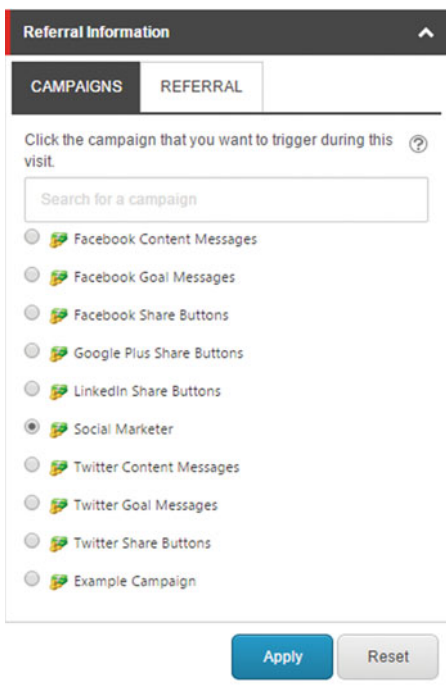 Referral Information
CAMPAIGNS REFERRAL
Click the campaign that you want to trigger during this
visit.
Search for a campaign
Facebook Content Messages
Facebook Goal Messages
Facebook Share Buttons
Google Plus Share Buttons
LinkedIn Share Buttons
Social Marketer
Twitter Content Messages
Twitter Goal Messages
Twitter Share Buttons
Example Campaign
Apply Reset